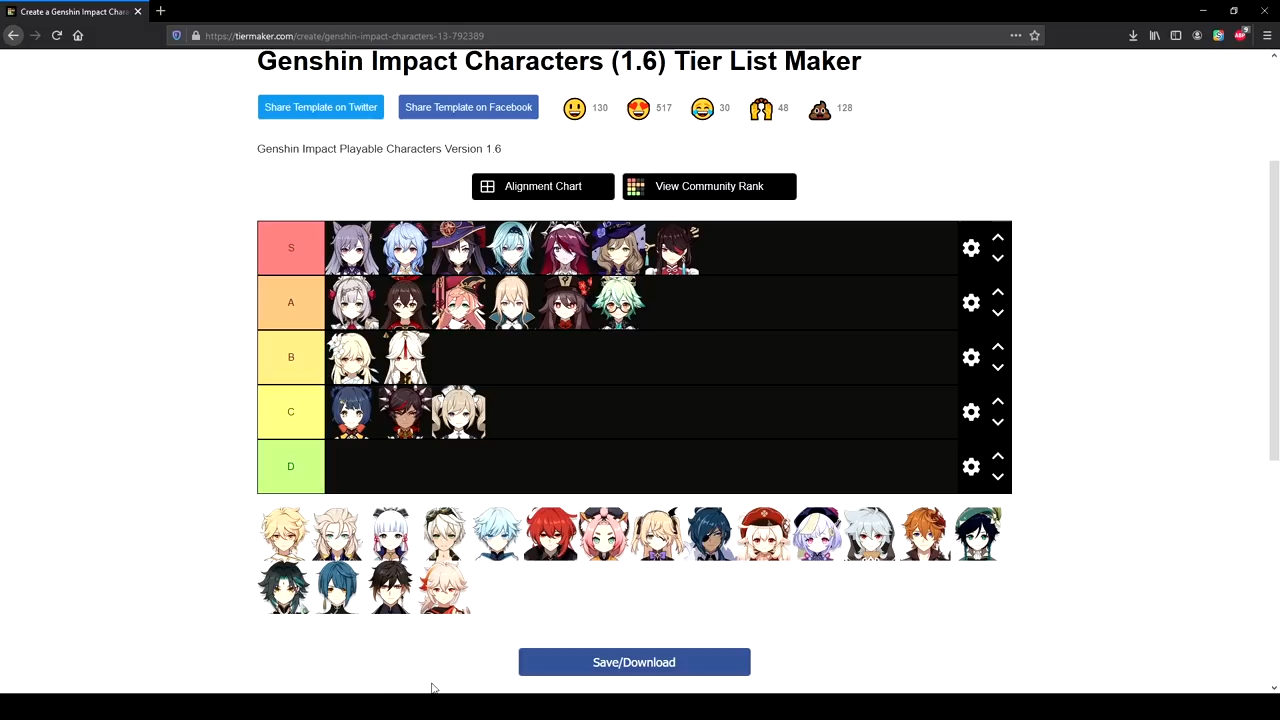 Create a Genshin Impact Chara
https://tiermaker.com/create/genshin-impact-characters-13-792389
Genshin Impact Characters (1.6) Tier List Maker
Share Template on Twitter
Share Template on Facebook
130
517
30
48
128
Genshin Impact Playable Characters Version 1.6
Alignment Chart
View Community Rank
S
A
B
C
D
Save/Download